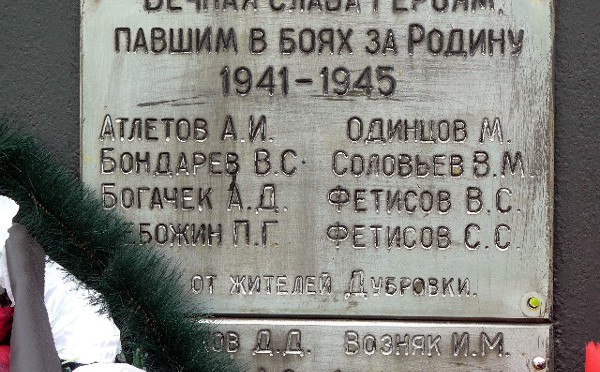 ВЕЧНАЯ СЛАВА ГЕРОЯМ,
ПАВШИМ В БОЯХ ЗА РОДИНУ
1941-1945
АТЛЕТОВ А.И. ОДИНЦОВ М.
БОНДАРЕВ В.С СОЛОВЬЕВ В.М.
БОГАЧЕК А.Д. ФЕТИСОВ В.С.
П.Г. ФЕТИСОВ С.С.
ОТ ЖИТЕЛЕЙ ДУБРОВКИ.
Д.Д. ВОЗНЯК И.М.